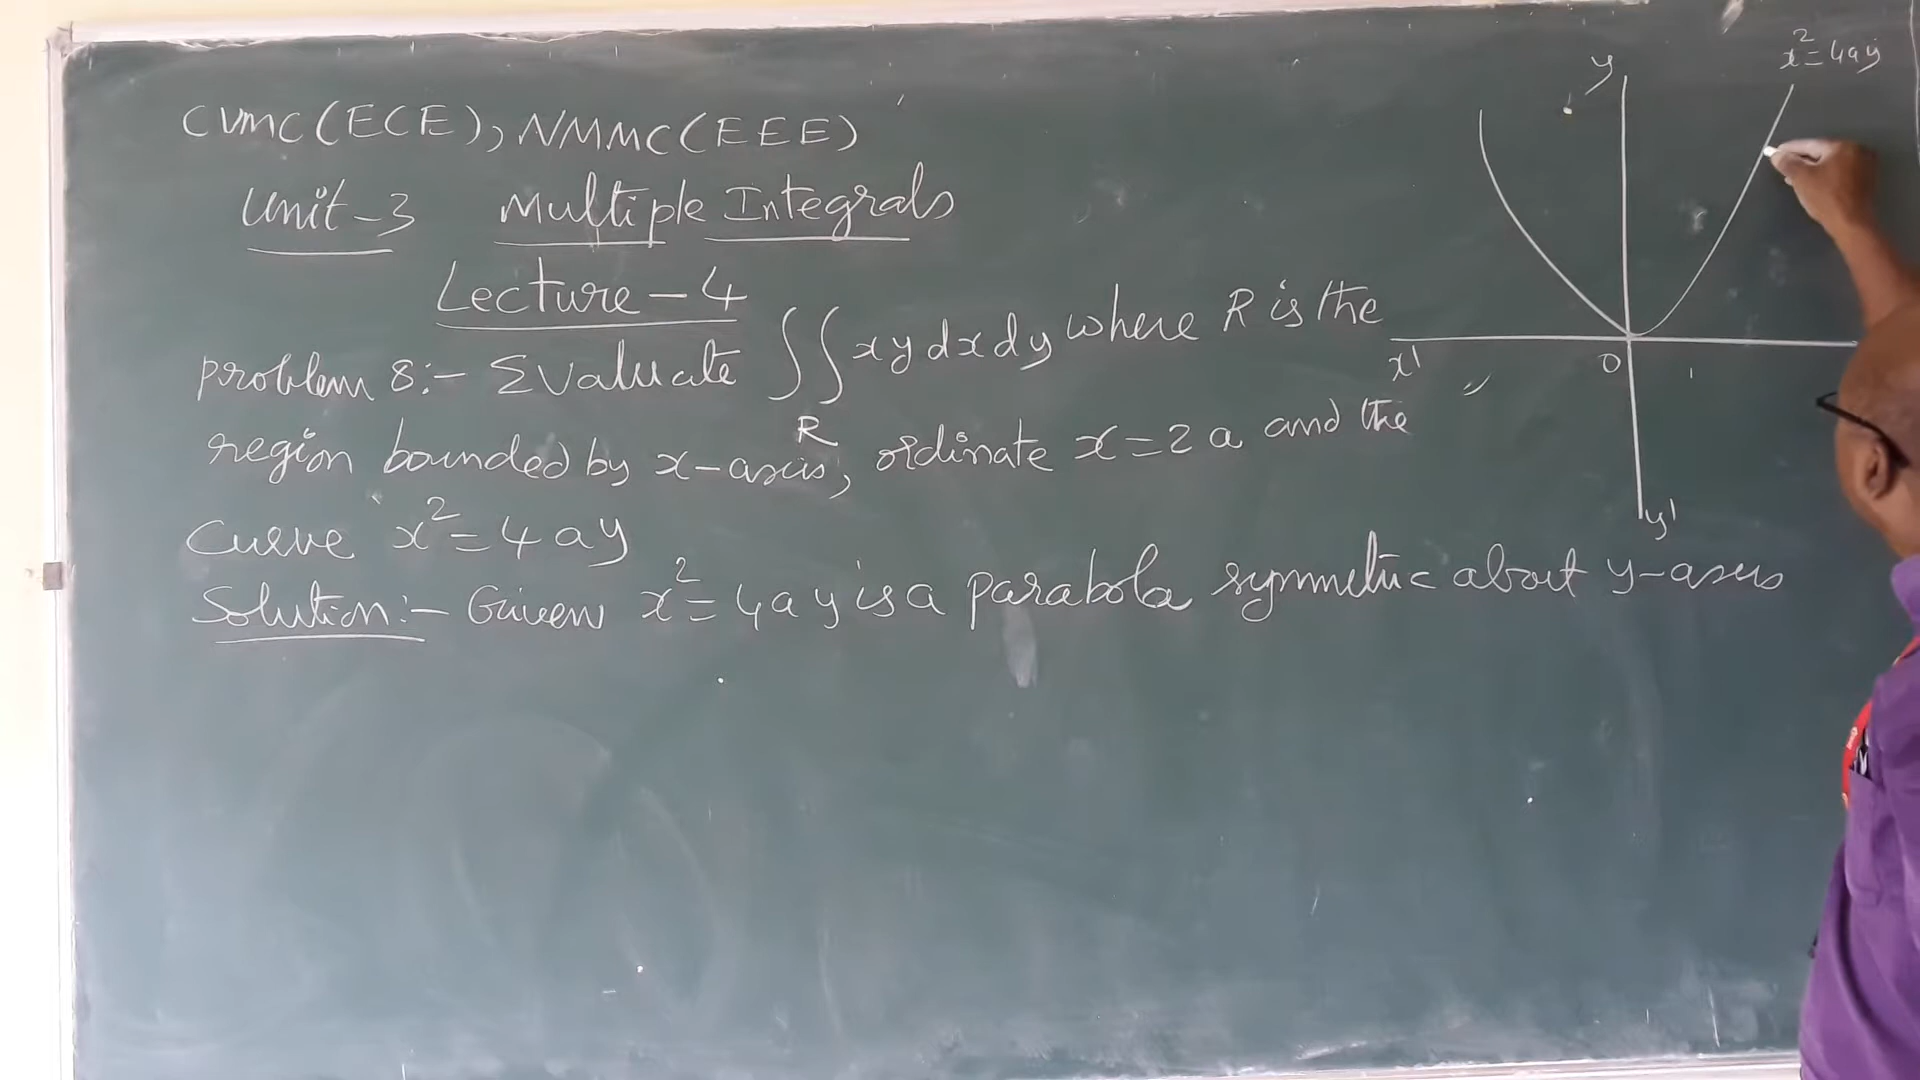 CVMC(ECE), NMMC(EEE)
Unit-3 Multiple Integrals
Lecture-4
Problem 8:- Evaluate ∬ xy dx dy where R is the
R
region bounded by x-axis, ordinate x=2a and the
Curve x²=4ay
Solution:- Given x²=4ay is a parabola symmetric about y-axis
x²=4ay
y
x'
0
y'